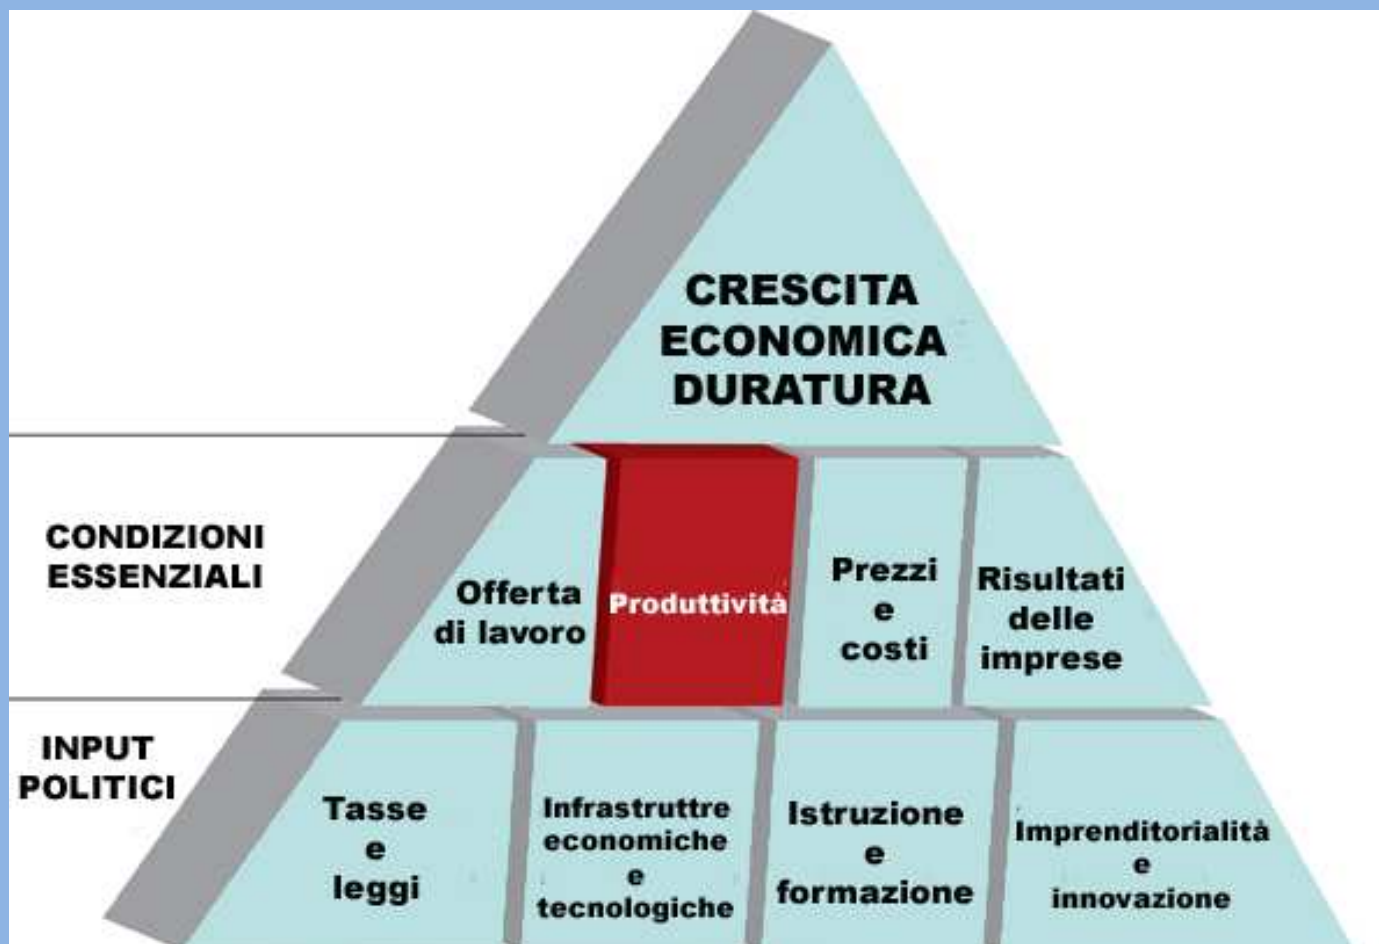 CRESCITA
ECONOMICA
DURATURA
CONDIZIONI
ESSENZIALI
Offerta
di lavoro
Produttività
Prezzi
e
costi
Risultati
delle
imprese
INPUT
POLITICI
Tasse
e
leggi
Infrastruttre
economiche
e
tecnologiche
Istruzione
e
formazione
Imprenditorialità
e
innovazione